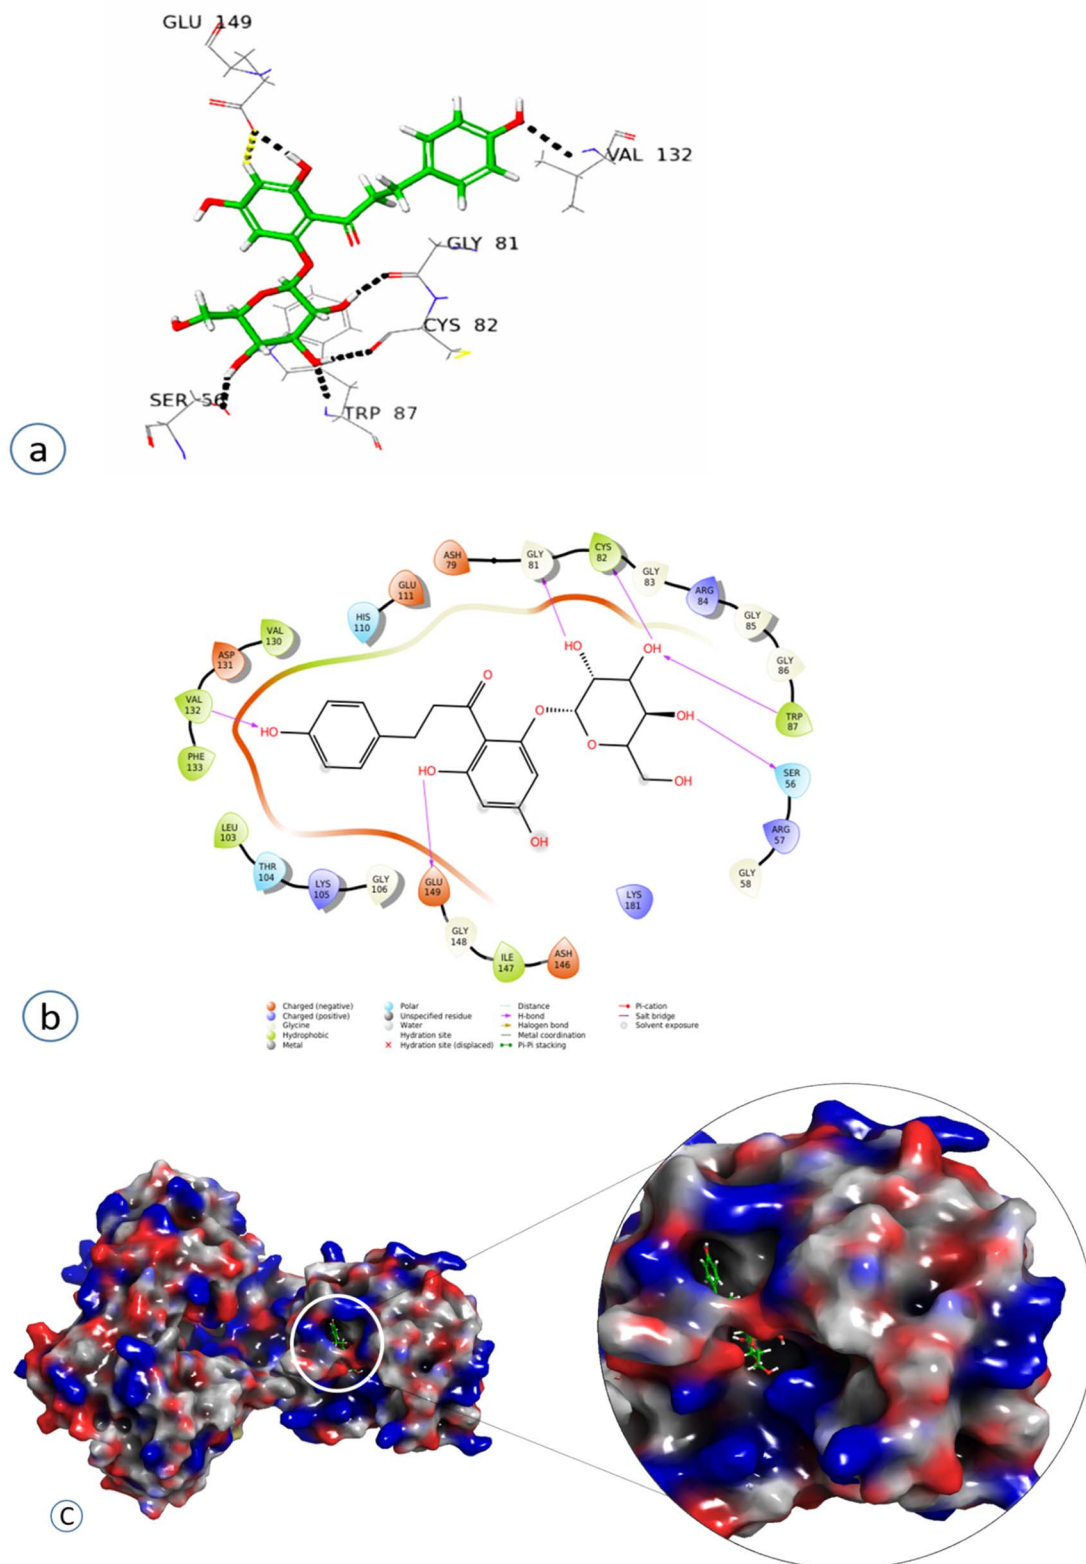 GLU 149
VAL 132
GLY 81
CYS 82
SER 56
TRP 87
a
ASH
79
GLY
81
CYS
82
GLY
83
ARG
84
GLY
85
GLY
86
TRP
87
GLU
111
HIS
110
VAL
130
ASP
131
VAL
132
PHE
133
HO
OH
O
O
OH
HO
HO
O
OH
OH
SER
56
ARG
57
GLY
58
LEU
103
THR
104
LYS
105
GLY
106
GLU
149
GLY
148
ILE
147
ASH
146
LYS
181
b
Charged (negative)
Charged (positive)
Glycine
Hydrophobic
Metal
Polar
Unspecified residue
Water
Hydration site
Hydration site (displaced)
Distance
H-bond
Halogen bond
Metal coordination
Pi-Pi stacking
Pi-cation
Salt bridge
Solvent exposure
C